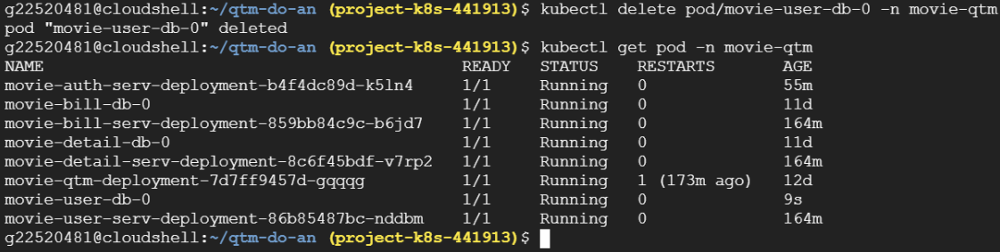 g22520481@cloudshell:~/qtm-do-an (project-k8s-441913)$ kubectl delete pod/movie-user-db-0 -n movie-qtm
pod "movie-user-db-0" deleted
g22520481@cloudshell:~/qtm-do-an (project-k8s-441913)$ kubectl get pod -n movie-qtm
NAME READY STATUS RESTARTS AGE
movie-auth-serv-deployment-b4f4dc89d-k5ln4 1/1 Running 0 55m
movie-bill-db-0 1/1 Running 0 11d
movie-bill-serv-deployment-859bb84c9c-b6jd7 1/1 Running 0 164m
movie-detail-db-0 1/1 Running 0 11d
movie-detail-serv-deployment-8c6f45bdf-v7rp2 1/1 Running 0 164m
movie-qtm-deployment-7d7ff9457d-gqqqg 1/1 Running 1 (173m ago) 12d
movie-user-db-0 1/1 Running 0 9s
movie-user-serv-deployment-86b85487bc-nddbm 1/1 Running 0 164m
g22520481@cloudshell:~/qtm-do-an (project-k8s-441913)$